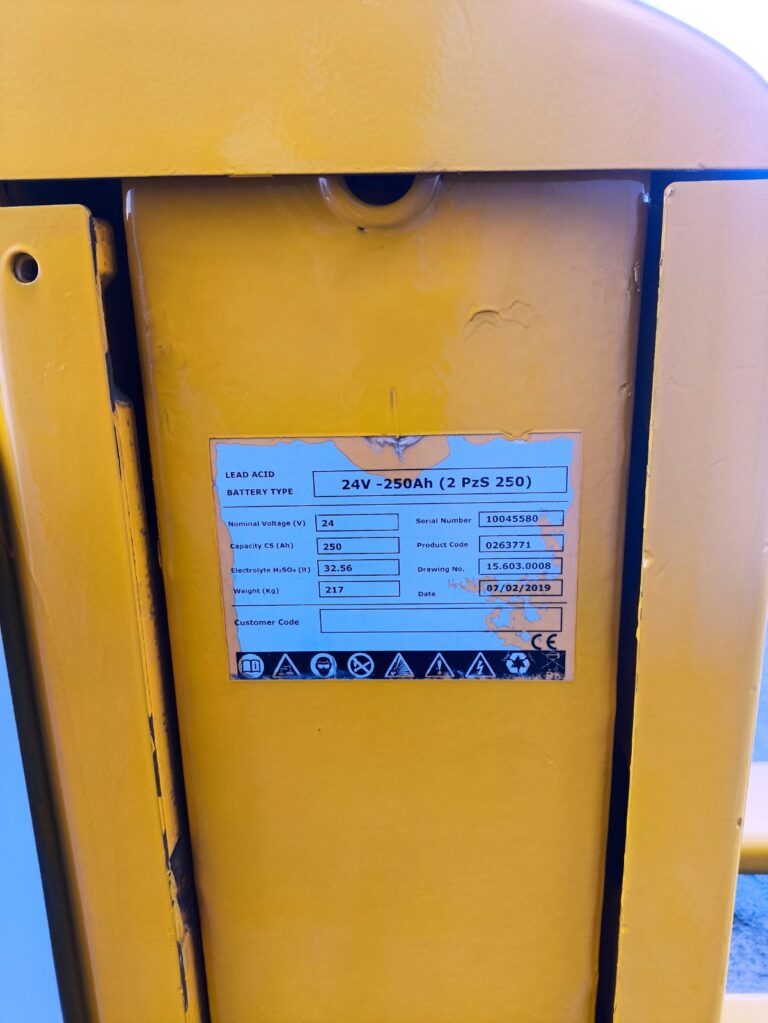 LEAD ACID
BATTERY TYPE
24V -250Ah (2 PzS 250)
Nominal Voltage (V) 24 Serial Number 10045580
Capacity C5 (Ah) 250 Product Code 0263771
Electrolyte H₂SO₄ (lt) 32.56 Drawing No. 15.603.0008
Weight (Kg) 217 Date 07/02/2019
Customer Code
CE